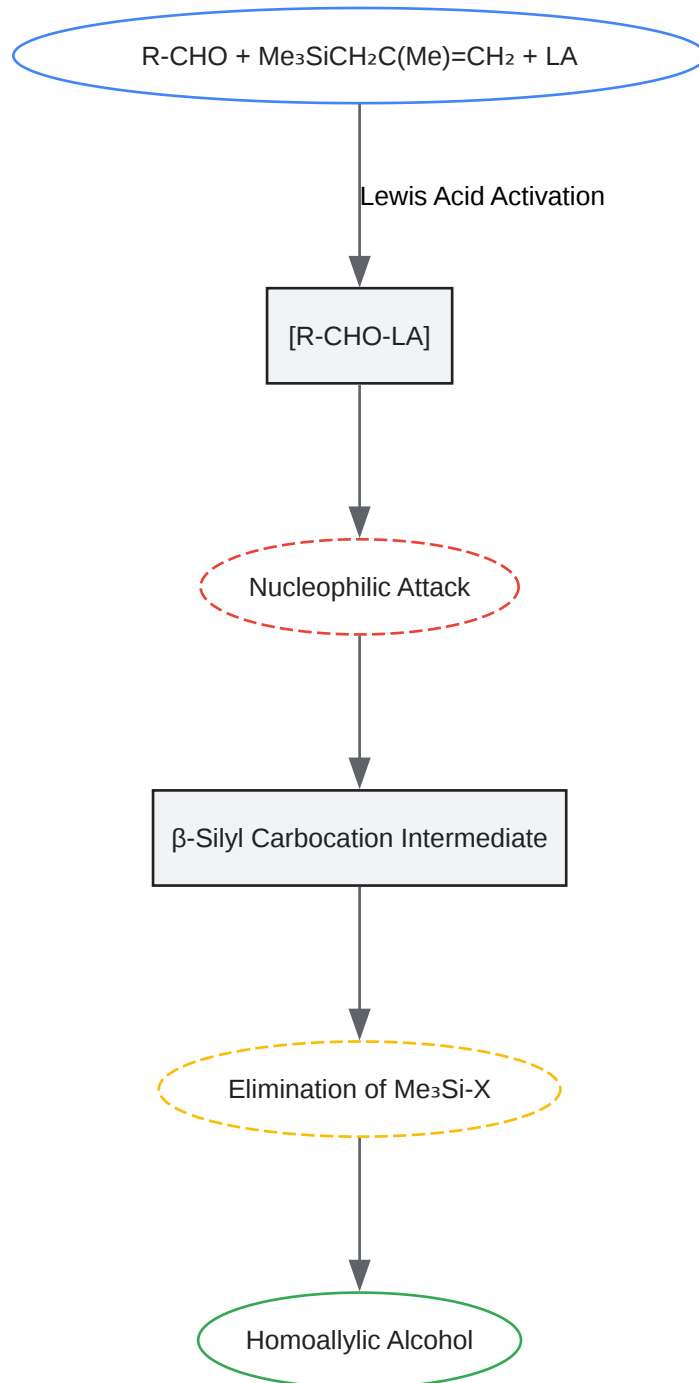 R-CHO + Me₃SiCH₂C(Me)=CH₂ + LA
Lewis Acid Activation
[R-CHO-LA]
Nucleophilic Attack
β-Silyl Carbocation Intermediate
Elimination of Me₃Si-X
Homoallylic Alcohol